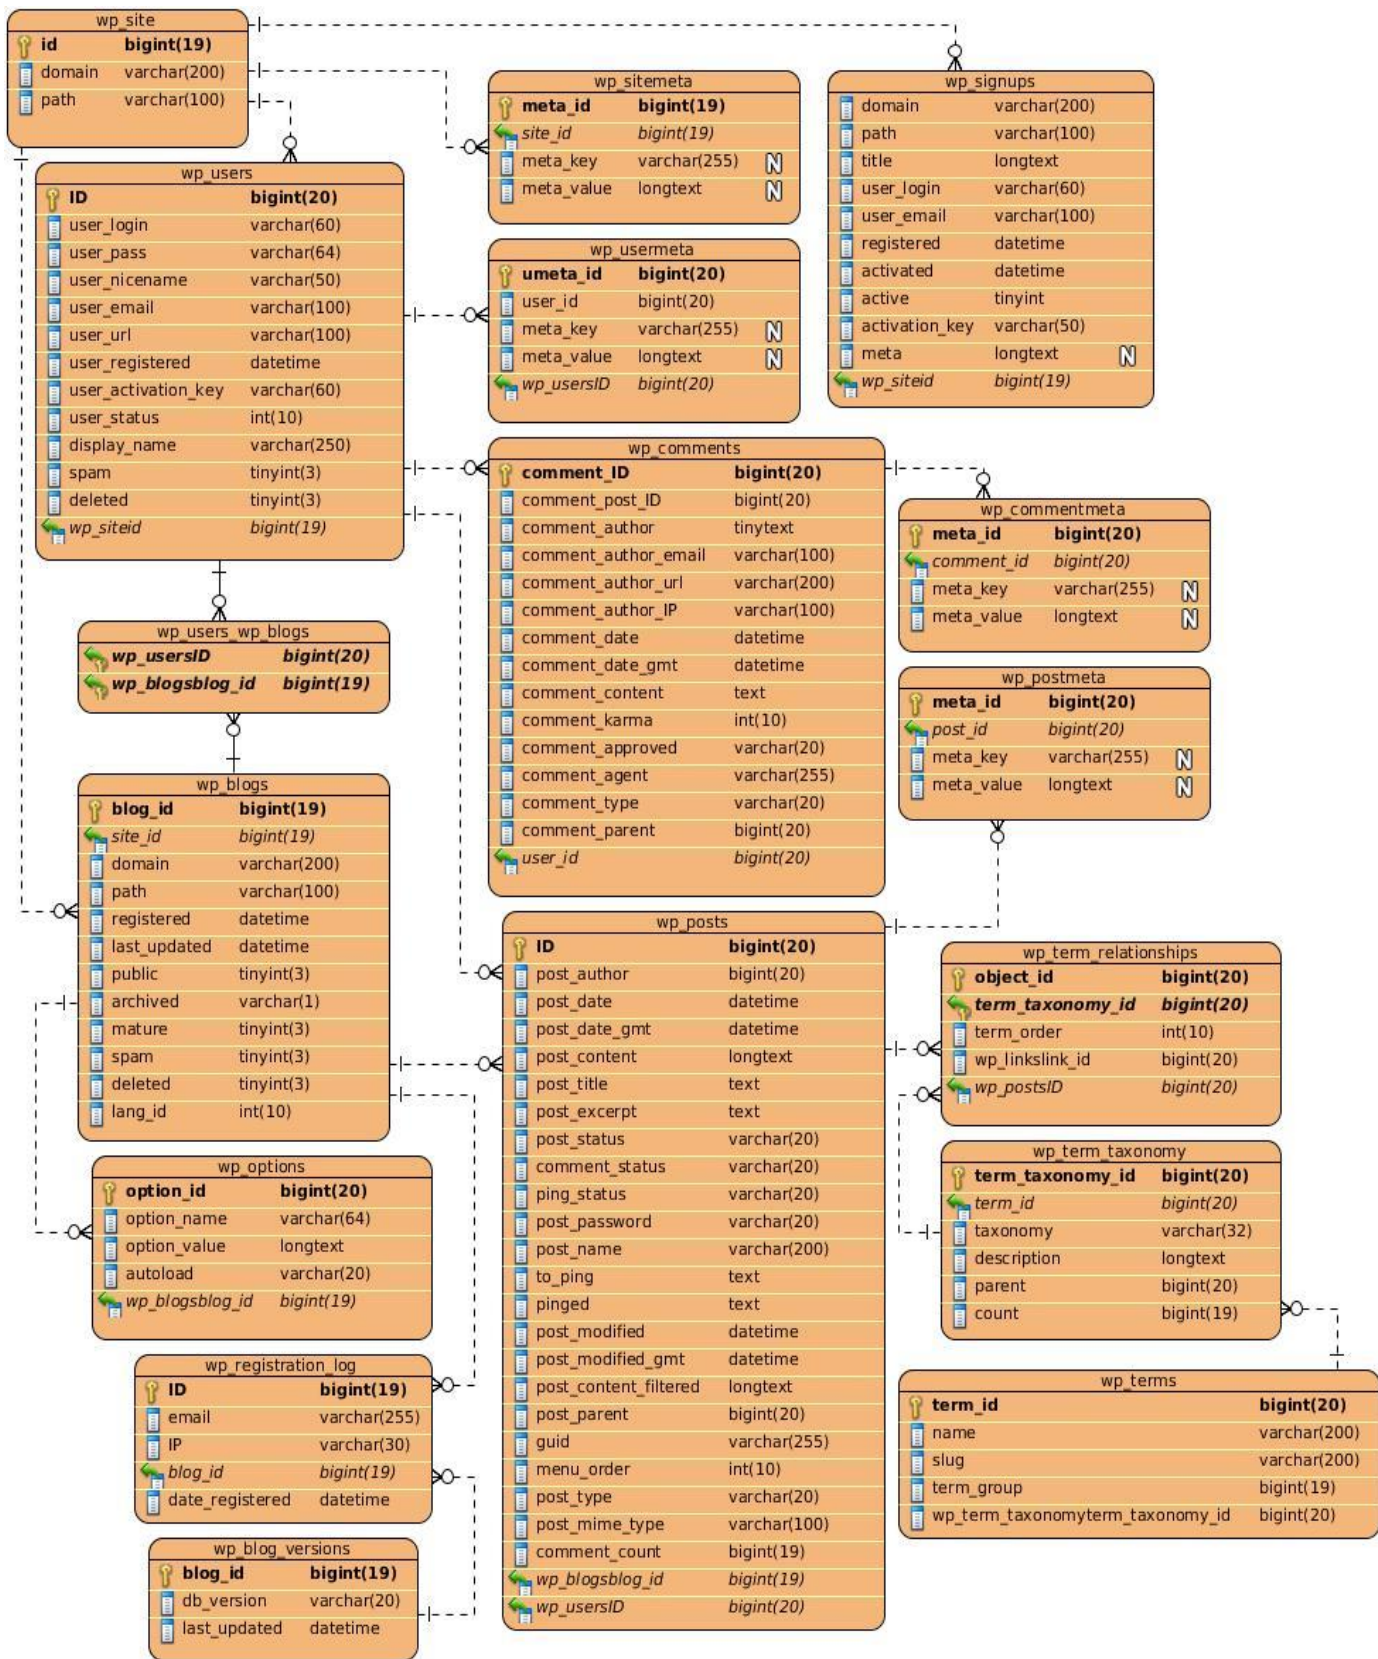 wp_site
id bigint(19)
domain varchar(200)
path varchar(100)
wp_sitemeta
meta_id bigint(19)
site_id bigint(19)
meta_key varchar(255) N
meta_value longtext N
wp_signups
domain varchar(200)
path varchar(100)
title longtext
user_login varchar(60)
user_email varchar(100)
registered datetime
activated datetime
active tinyint
activation_key varchar(50)
meta longtext N
wp_siteid bigint(19)
wp_users
ID bigint(20)
user_login varchar(60)
user_pass varchar(64)
user_nicename varchar(50)
user_email varchar(100)
user_url varchar(100)
user_registered datetime
user_activation_key varchar(60)
user_status int(10)
display_name varchar(250)
spam tinyint(3)
deleted tinyint(3)
wp_siteid bigint(19)
wp_usermeta
umeta_id bigint(20)
user_id bigint(20)
meta_key varchar(255) N
meta_value longtext N
wp_usersID bigint(20)
wp_comments
comment_ID bigint(20)
comment_post_ID bigint(20)
comment_author tinytext
comment_author_email varchar(100)
comment_author_url varchar(200)
comment_author_IP varchar(100)
comment_date datetime
comment_date_gmt datetime
comment_content text
comment_karma int(10)
comment_approved varchar(20)
comment_agent varchar(255)
comment_type varchar(20)
comment_parent bigint(20)
user_id bigint(20)
wp_commentmeta
meta_id bigint(20)
comment_id bigint(20)
meta_key varchar(255) N
meta_value longtext N
wp_users_wp_blogs
wp_usersID bigint(20)
wp_blogsblog_id bigint(19)
wp_postmeta
meta_id bigint(20)
post_id bigint(20)
meta_key varchar(255) N
meta_value longtext N
wp_blogs
blog_id bigint(19)
site_id bigint(19)
domain varchar(200)
path varchar(100)
registered datetime
last_updated datetime
public tinyint(3)
archived varchar(1)
mature tinyint(3)
spam tinyint(3)
deleted tinyint(3)
lang_id int(10)
wp_posts
ID bigint(20)
post_author bigint(20)
post_date datetime
post_date_gmt datetime
post_content longtext
post_title text
post_excerpt text
post_status varchar(20)
comment_status varchar(20)
ping_status varchar(20)
post_password varchar(20)
post_name varchar(200)
to_ping text
pinged text
post_modified datetime
post_modified_gmt datetime
post_content_filtered longtext
post_parent bigint(20)
guid varchar(255)
menu_order int(10)
post_type varchar(20)
post_mime_type varchar(100)
comment_count bigint(19)
wp_blogsblog_id bigint(19)
wp_usersID bigint(20)
wp_term_relationships
object_id bigint(20)
term_taxonomy_id bigint(20)
term_order int(10)
wp_linkslink_id bigint(20)
wp_postsID bigint(20)
wp_term_taxonomy
term_taxonomy_id bigint(20)
term_id bigint(20)
taxonomy varchar(32)
description longtext
parent bigint(20)
count bigint(19)
wp_options
option_id bigint(20)
option_name varchar(64)
option_value longtext
autoload varchar(20)
wp_blogsblog_id bigint(19)
wp_registration_log
ID bigint(19)
email varchar(255)
IP varchar(30)
blog_id bigint(19)
date_registered datetime
wp_terms
term_id bigint(20)
name varchar(200)
slug varchar(200)
term_group bigint(19)
wp_term_taxonomyterm_taxonomy_id bigint(20)
wp_blog_versions
blog_id bigint(19)
db_version varchar(20)
last_updated datetime